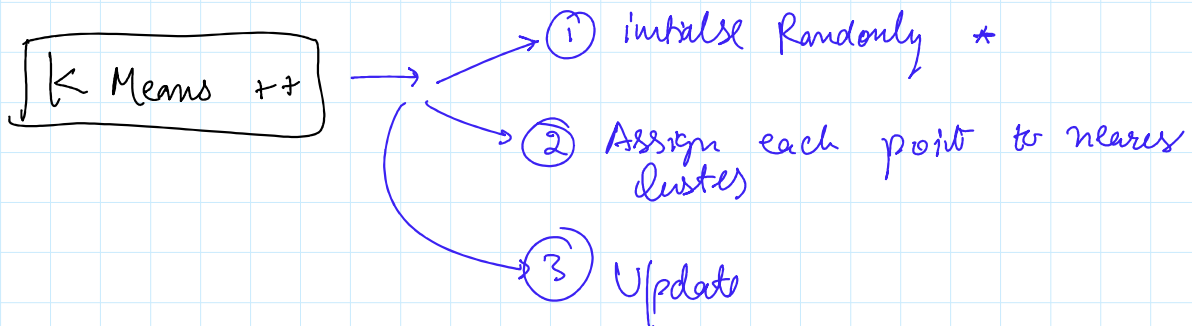 K Means ++
① initialse Randomly *
② Assign each point to neares
clustes
③ Update